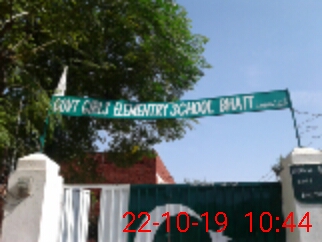 GOVT GIRLS ELEMENTRY SCHOOL BHATT
22-10-19 10:44